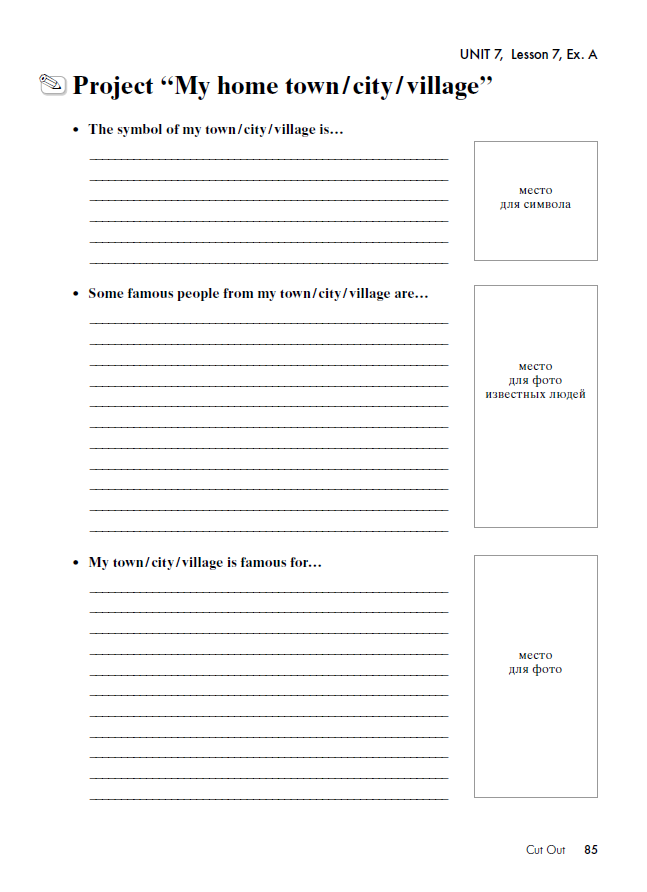 UNIT 7, Lesson 7, Ex. A
Project “My home town/city/village”
• The symbol of my town/city/village is…
место
для символа
• Some famous people from my town/city/village are…
место
для фото
известных людей
• My town/city/village is famous for…
место
для фото
Cut Out 85